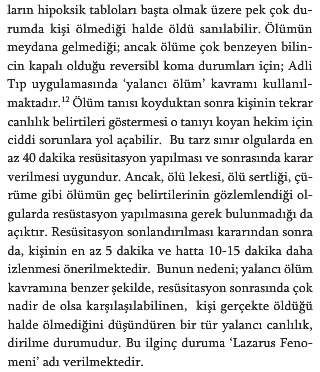 ların hipoksik tabloları başta olmak üzere pek çok du-
rumda kişi ölmediği halde öldü sanılabilir. Ölümün
meydana gelmediği; ancak ölüme çok benzeyen bilin-
cin kapalı olduğu reversibl koma durumları için; Adli
Tıp uygulamasında ‘yalancı ölüm’ kavramı kullanıl-
maktadır.12 Ölüm tanısı koyduktan sonra kişinin tekrar
canlılık belirtileri göstermesi o tanıyı koyan hekim için
ciddi sorunlara yol açabilir. Bu tarz sınır olgularda en
az 40 dakika resüsitasyon yapılması ve sonrasında karar
verilmesi uygundur. Ancak, ölü lekesi, ölü sertliği, çü-
rüme gibi ölümün geç belirtilerinin gözlemlendiği ol-
gularda resüstasyon yapılmasına gerek bulunmadığı da
açıktır. Resüsitasyon sonlandırılması kararından sonra
da, kişinin en az 5 dakika ve hatta 10-15 dakika daha
izlenmesi önerilmektedir. Bunun nedeni; yalancı ölüm
kavramına benzer şekilde, resüsitasyon sonrasında çok
nadir de olsa karşılaşılabilinen, kişi gerçekte öldüğü
halde ölmediğini düşündüren bir tür yalancı canlılık,
dirilme durumudur. Bu ilginç duruma ‘Lazarus Feno-
meni’ adı verilmektedir.